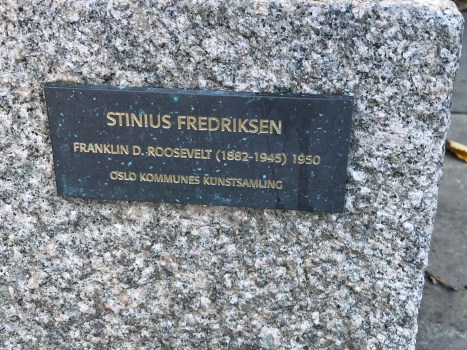 STINIUS FREDRIKSEN
FRANKLIN D. ROOSEVELT (1882-1945) 1950
OSLO KOMMUNES KUNSTSAMLING